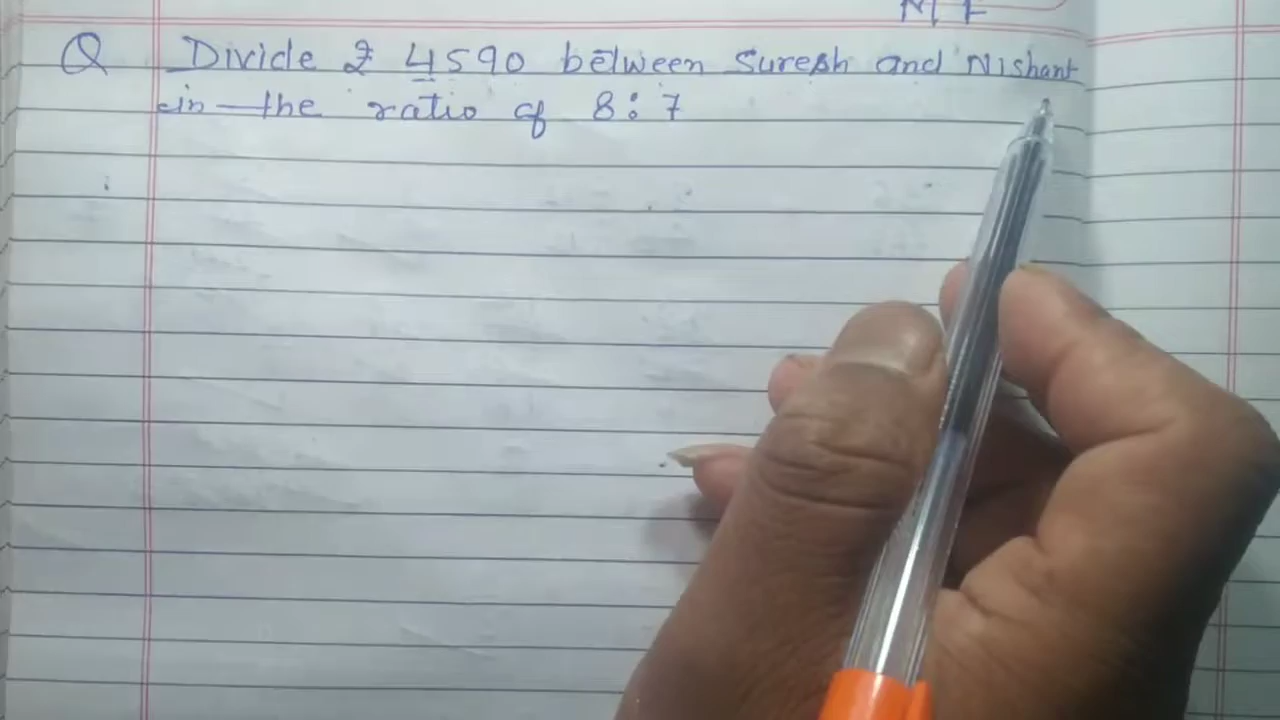 Q Divide ₹ 4590 between Suresh and Nishant
in the ratio of 8:7